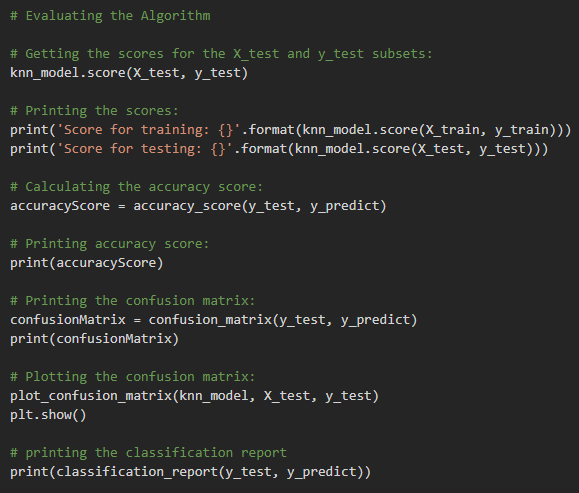 # Evaluating the Algorithm
# Getting the scores for the X_test and y_test subsets:
knn_model.score(X_test, y_test)
# Printing the scores:
print('Score for training: {}'.format(knn_model.score(X_train, y_train)))
print('Score for testing: {}'.format(knn_model.score(X_test, y_test)))
# Calculating the accuracy score:
accuracyScore = accuracy_score(y_test, y_predict)
# Printing accuracy score:
print(accuracyScore)
# Printing the confusion matrix:
confusionMatrix = confusion_matrix(y_test, y_predict)
print(confusionMatrix)
# Plotting the confusion matrix:
plot_confusion_matrix(knn_model, X_test, y_test)
plt.show()
# printing the classification report
print(classification_report(y_test, y_predict))